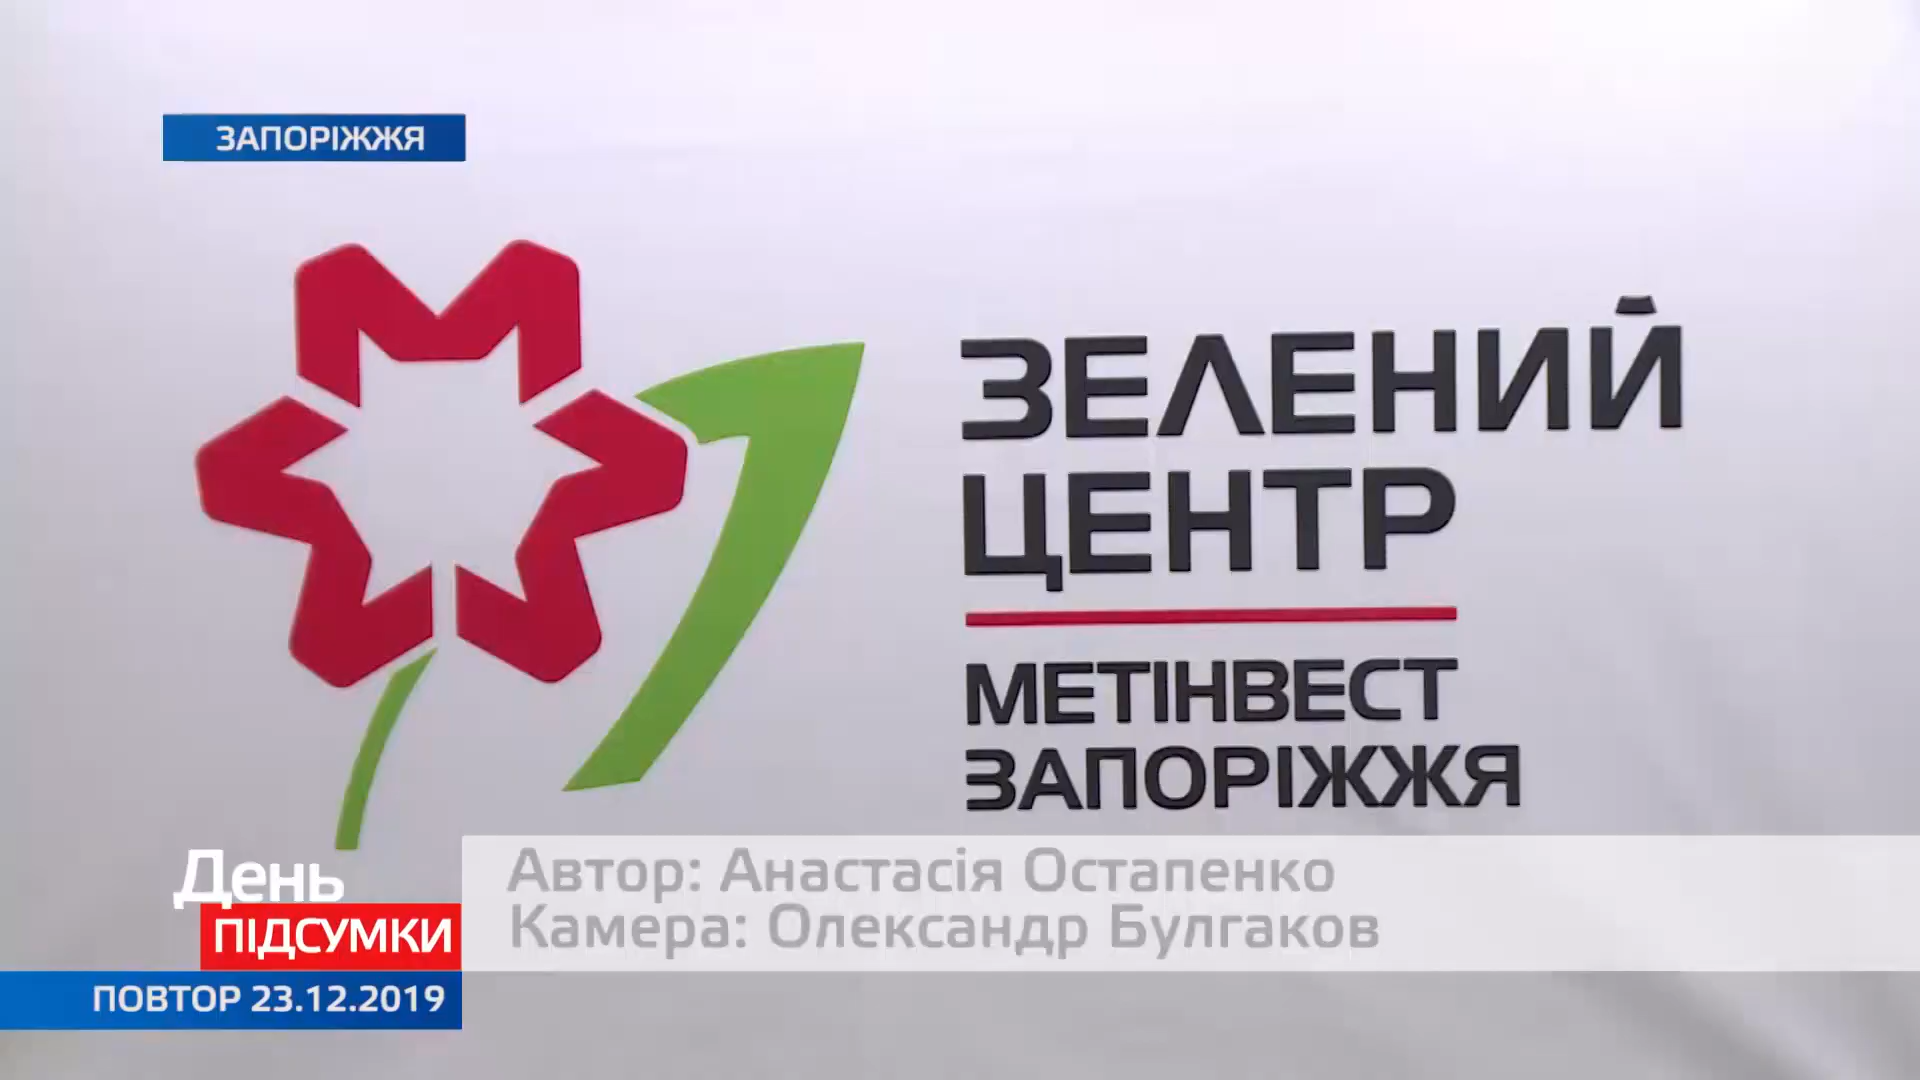 ЗАПОРІЖЖЯ
ЗЕЛЕНИЙ
ЦЕНТР
МЕТІНВЕСТ
ЗАПОРІЖЖЯ
День
ПІДСУМКИ
Автор: Анастасія Остапенко
Камера: Олександр Булгаков
ПОВТОР 23.12.2019